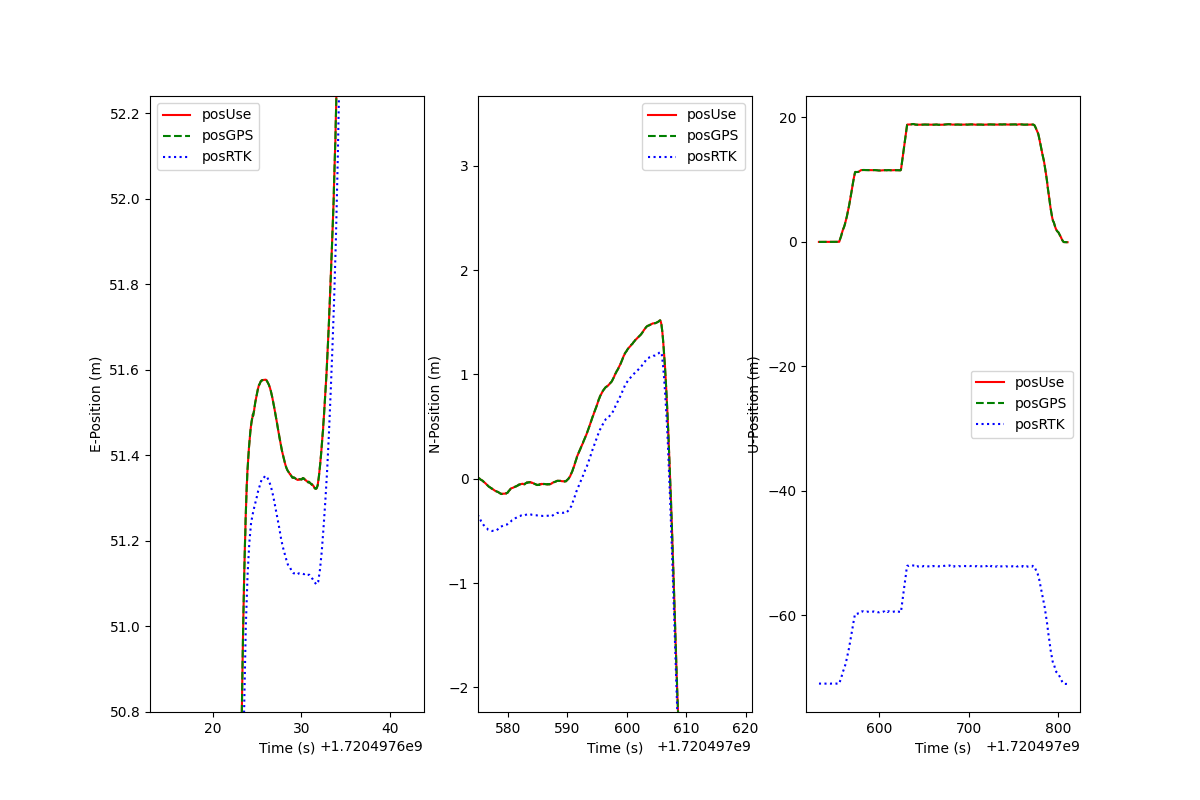 52.2
52.0
51.8
51.6
51.4
51.2
51.0
50.8
E-Position (m)
posUse
posGPS
posRTK
20
30
40
Time (s)
+1.7204976e9
3
2
1
0
−1
−2
N-Position (m)
posUse
posGPS
posRTK
580
590
600
610
620
Time (s)
+1.720497e9
20
0
−20
−40
−60
U-Position (m)
posUse
posGPS
posRTK
600
700
800
Time (s)
+1.720497e9